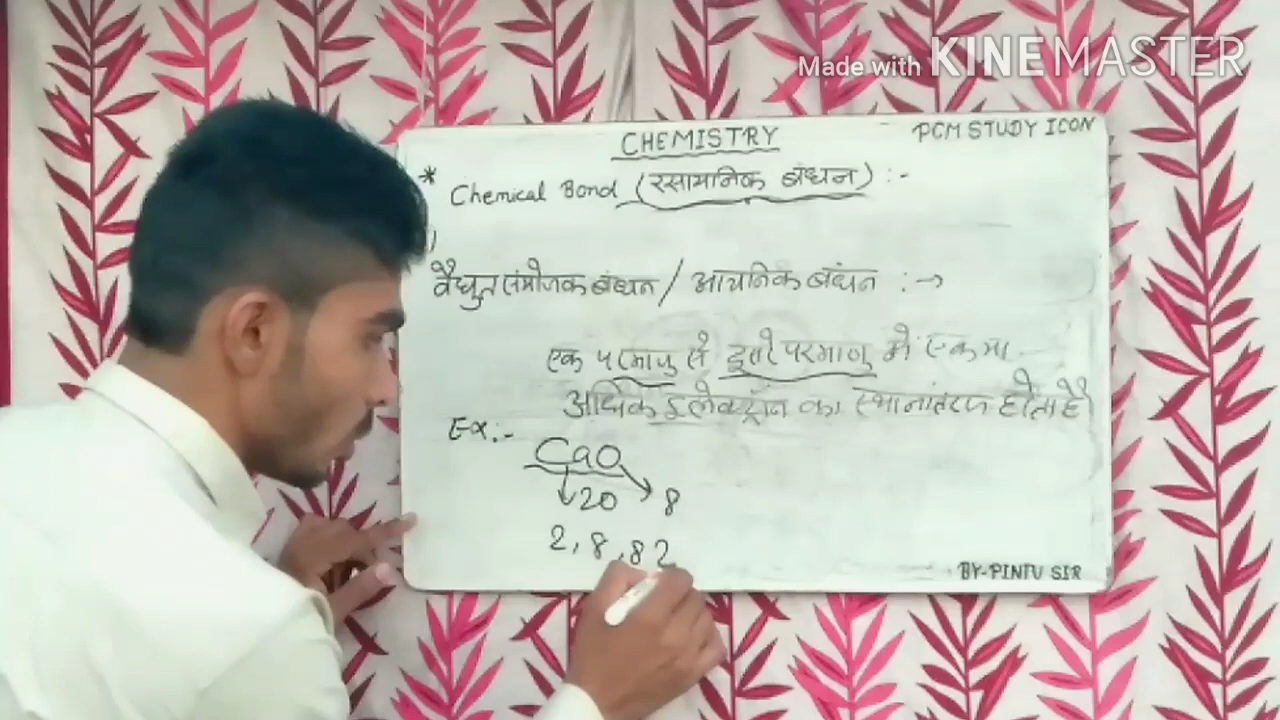 Made with KINEMASTER
CHEMISTRY
PCM STUDY ICON
* Chemical Bond (रसायनिक बंधन) :-
1)
वैधुत संयोजक बंधन / आयनिक बंधन :→
एक परमाणु से दूसरे परमाणु में एक या
अधिक इलेक्ट्रॉन का स्थानांतरण होता है।
Ex:-
CaO
20 8
2, 8, 8 2
BY-PINTU SIR